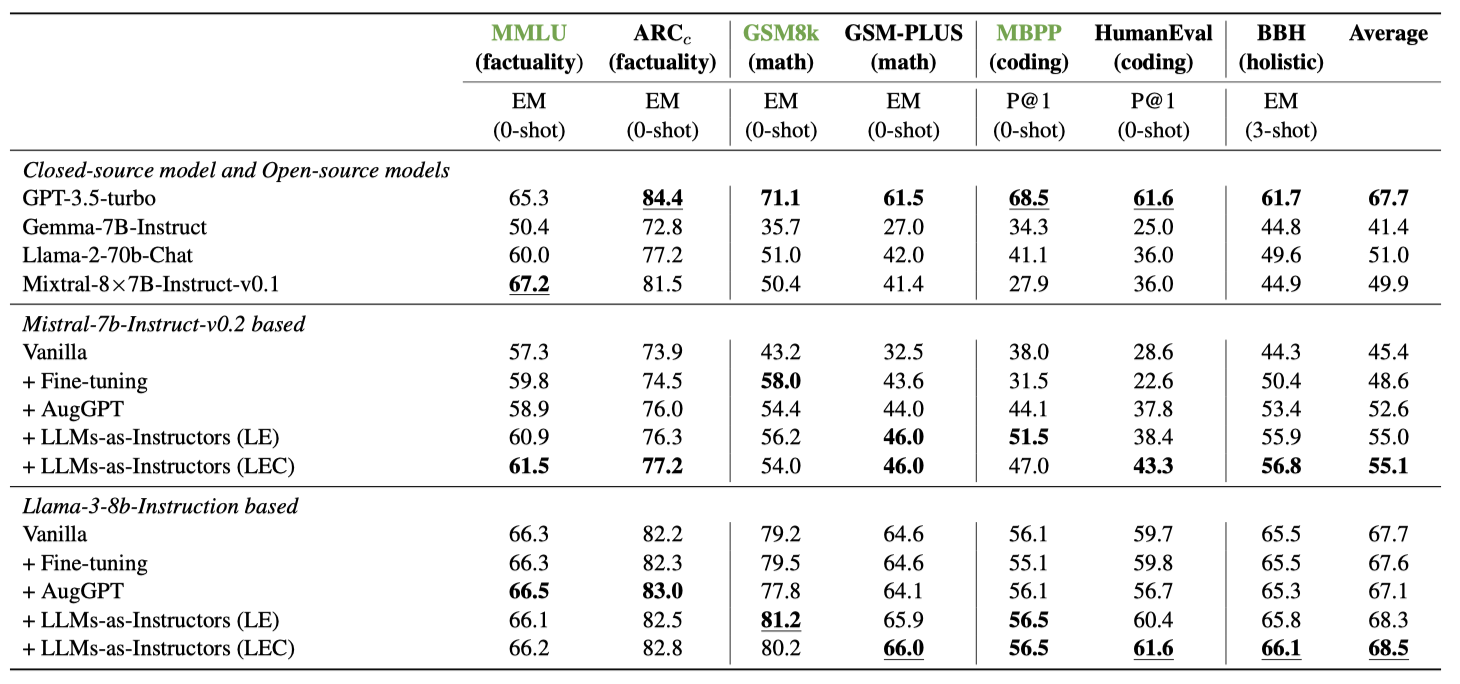 MMLU ARCc GSM8k GSM-PLUS MBPP HumanEval BBH Average
(factuality) (factuality) (math) (math) (coding) (coding) (holistic)
EM EM EM EM P@1 P@1 EM
(0-shot) (0-shot) (0-shot) (0-shot) (0-shot) (0-shot) (3-shot)
Closed-source model and Open-source models
GPT-3.5-turbo 65.3 84.4 71.1 61.5 68.5 61.6 61.7 67.7
Gemma-7B-Instruct 50.4 72.8 35.7 27.0 34.3 25.0 44.8 41.4
Llama-2-70b-Chat 60.0 77.2 51.0 42.0 41.1 36.0 49.6 51.0
Mixtral-8×7B-Instruct-v0.1 67.2 81.5 50.4 41.4 27.9 36.0 44.9 49.9
Mistral-7b-Instruct-v0.2 based
Vanilla 57.3 73.9 43.2 32.5 38.0 28.6 44.3 45.4
+ Fine-tuning 59.8 74.5 58.0 43.6 31.5 22.6 50.4 48.6
+ AugGPT 58.9 76.0 54.4 44.0 44.1 37.8 53.4 52.6
+ LLMs-as-Instructors (LE) 60.9 76.3 56.2 46.0 51.5 38.4 55.9 55.0
+ LLMs-as-Instructors (LEC) 61.5 77.2 54.0 46.0 47.0 43.3 56.8 55.1
Llama-3-8b-Instruction based
Vanilla 66.3 82.2 79.2 64.6 56.1 59.7 65.5 67.7
+ Fine-tuning 66.3 82.3 79.5 64.6 55.1 59.8 65.5 67.6
+ AugGPT 66.5 83.0 77.8 64.1 56.1 56.7 65.3 67.1
+ LLMs-as-Instructors (LE) 66.1 82.5 81.2 65.9 56.5 60.4 65.8 68.3
+ LLMs-as-Instructors (LEC) 66.2 82.8 80.2 66.0 56.5 61.6 66.1 68.5